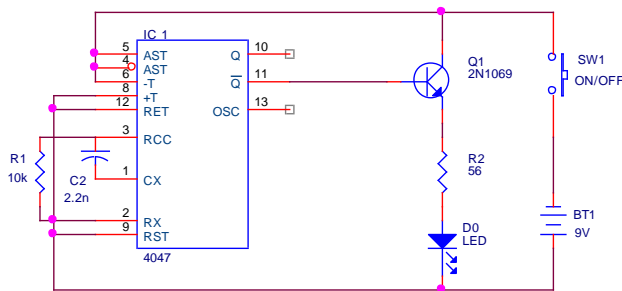 IC 1
5 AST Q 10
4 AST
6 -T Q 11
8 +T
12 RET OSC 13
3 RCC
1 CX
2 RX
9 RST
4047
R1
10k
C2
2.2n
Q1
2N1069
R2
56
D0
LED
SW1
ON/OFF
BT1
9V